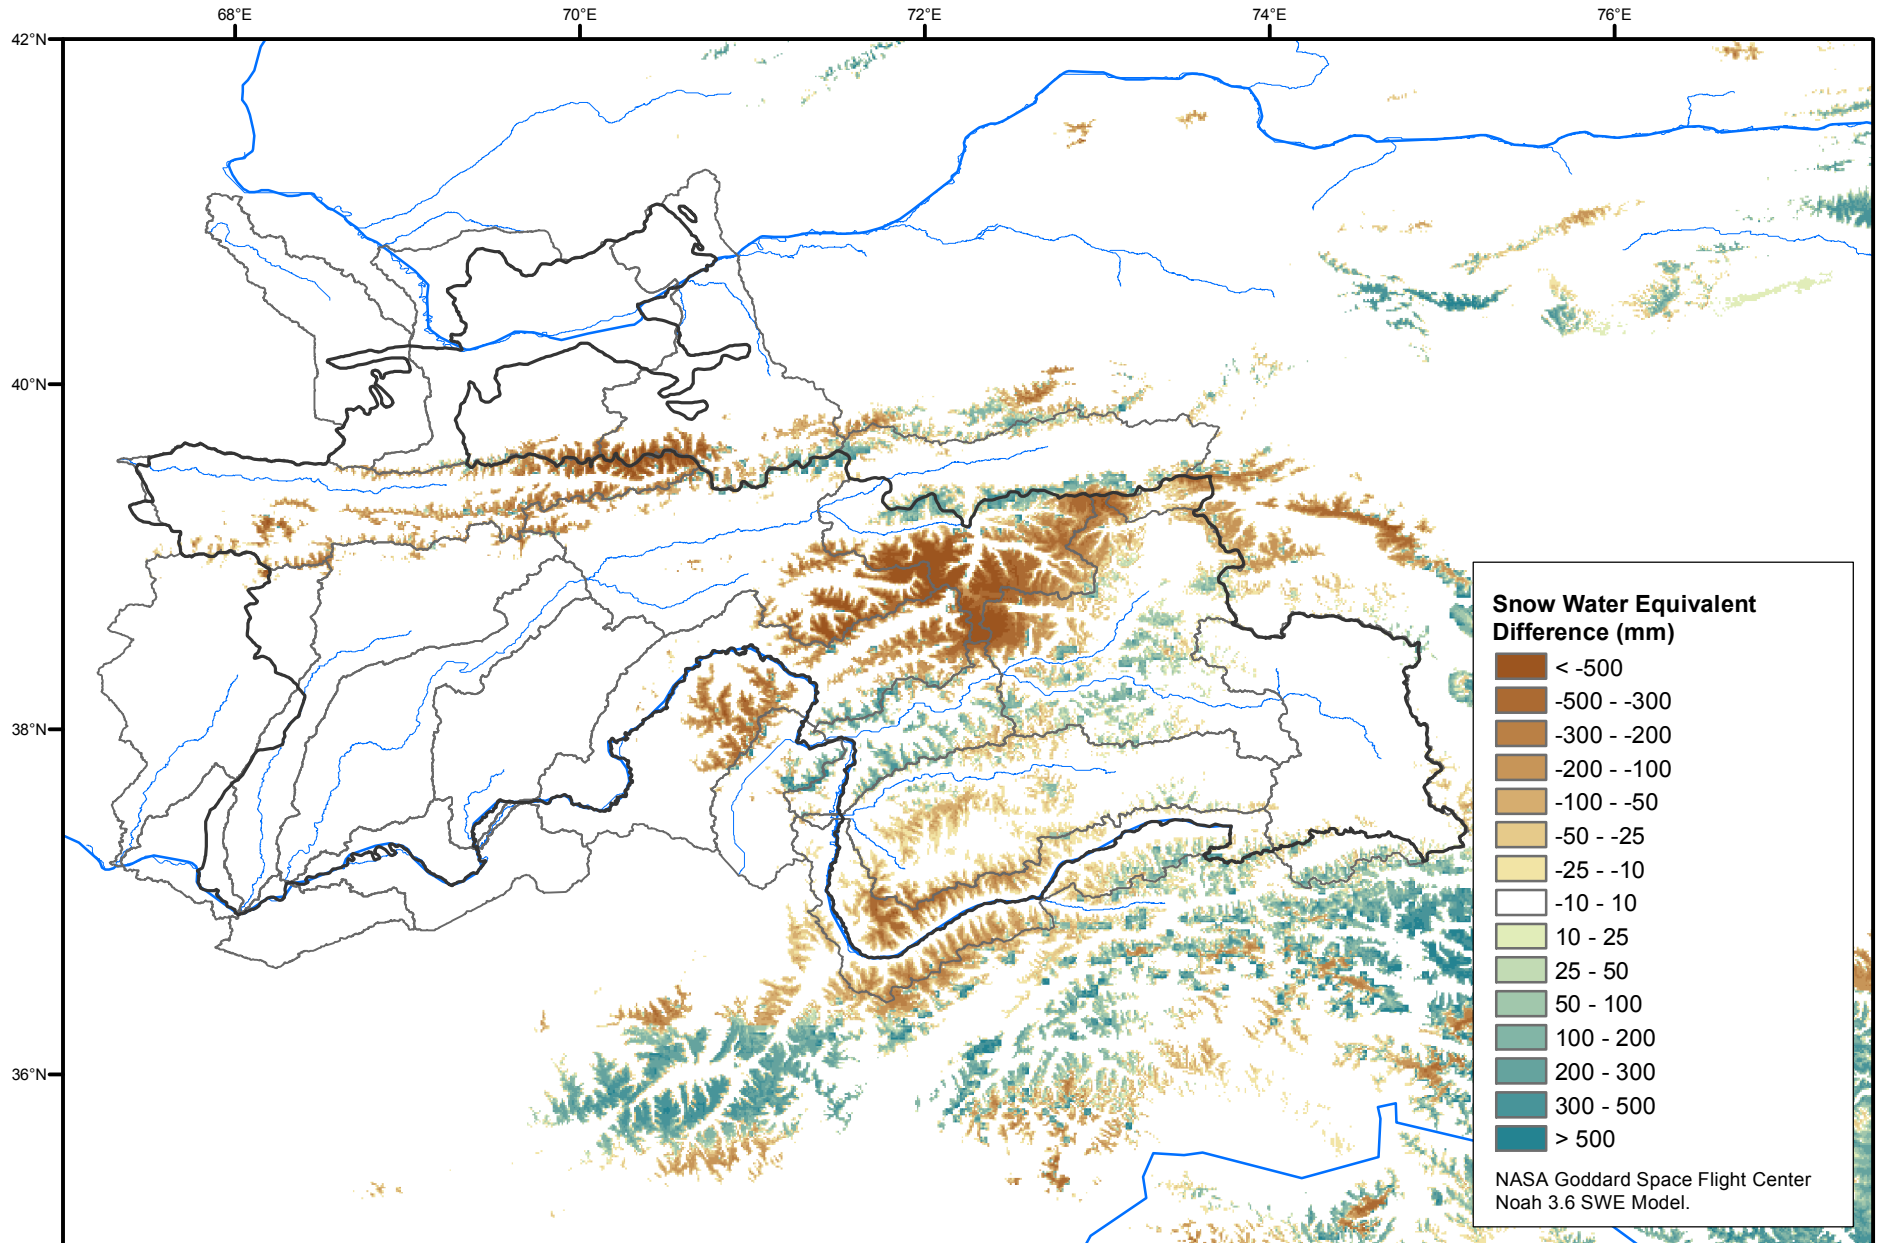 68°E 70°E 72°E 74°E 76°E
42°N
40°N
38°N
36°N
Snow Water Equivalent
Difference (mm)
< -500
-500 - -300
-300 - -200
-200 - -100
-100 - -50
-50 - -25
-25 - -10
-10 - 10
10 - 25
25 - 50
50 - 100
100 - 200
200 - 300
300 - 500
> 500
NASA Goddard Space Flight Center
Noah 3.6 SWE Model.